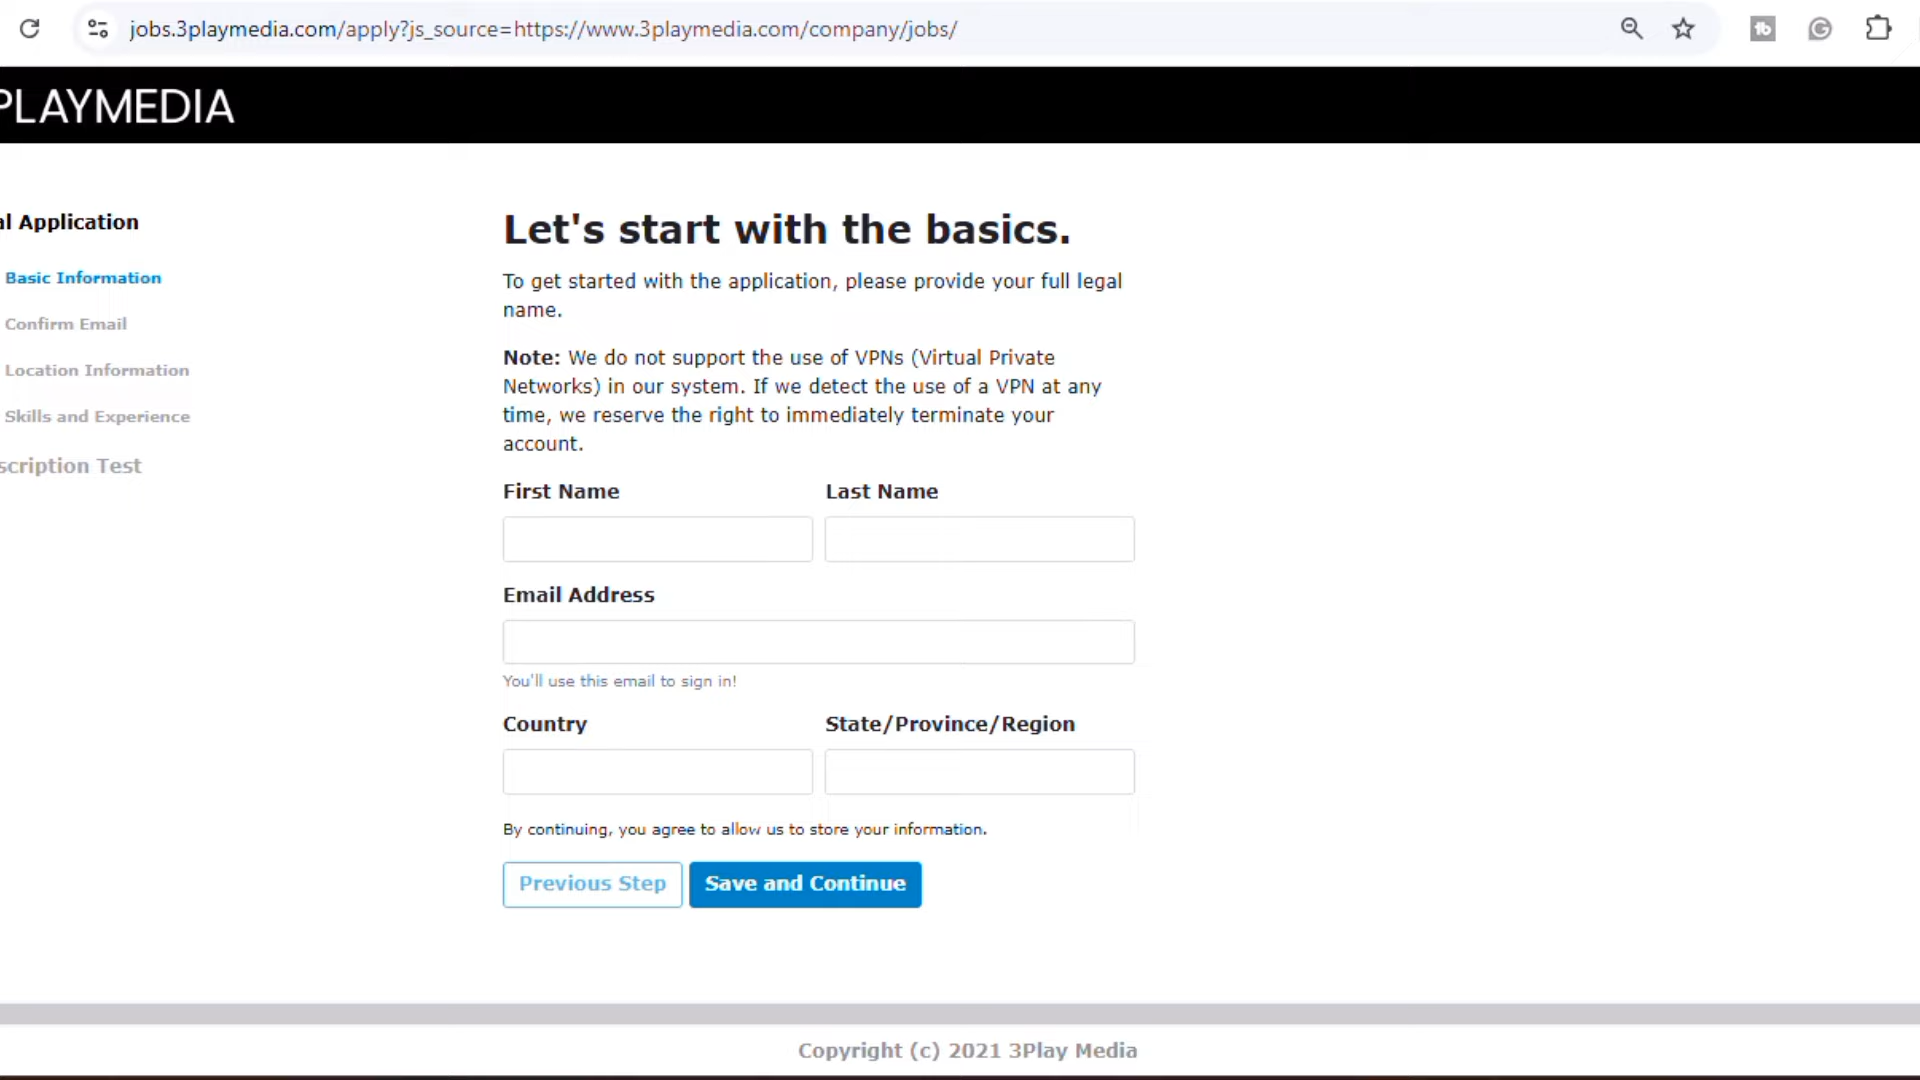 jobs.3playmedia.com/apply?js_source=https://www.3playmedia.com/company/jobs/
PLAYMEDIA
al Application
Basic Information
Confirm Email
Location Information
Skills and Experience
scription Test
Let's start with the basics.
To get started with the application, please provide your full legal
name.
Note: We do not support the use of VPNs (Virtual Private
Networks) in our system. If we detect the use of a VPN at any
time, we reserve the right to immediately terminate your
account.
First Name Last Name
Email Address
You'll use this email to sign in!
Country State/Province/Region
By continuing, you agree to allow us to store your information.
Previous Step Save and Continue
Copyright (c) 2021 3Play Media